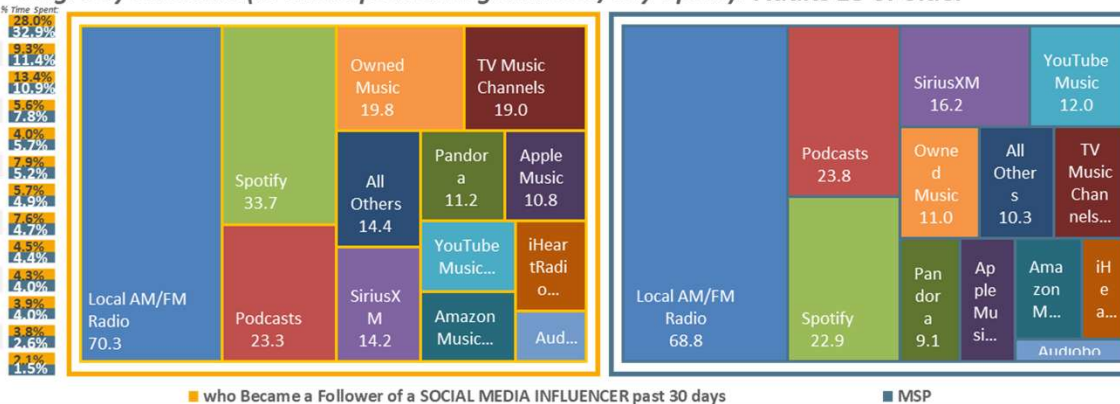 % Time Spent:
28.0%
32.9%
9.3%
11.4%
13.4%
10.9%
5.6%
7.8%
4.0%
5.7%
7.9%
5.2%
5.7%
4.9%
7.6%
4.7%
4.5%
4.4%
4.3%
4.0%
3.9%
4.0%
3.8%
2.6%
2.1%
1.5%
Local AM/FM
Radio
70.3
Spotify
33.7
Podcasts
23.3
Owned
Music
19.8
TV Music
Channels
19.0
All
Others
14.4
SiriusX
M
14.2
Pandor
a
11.2
Apple
Music
10.8
YouTube
Music...
iHear
tRadi
o...
Amazon
Music...
Aud...
Local AM/FM
Radio
68.8
Podcasts
23.8
Spotify
22.9
SiriusXM
16.2
YouTube
Music
12.0
Owne
d
Music
11.0
All
Other
s
10.3
TV
Music
Chan
nels...
Pan
dor
a
9.1
Ap
ple
Mu
si...
Ama
zon
M...
iH
e
a...
Audiobo
who Became a Follower of a SOCIAL MEDIA INFLUENCER past 30 days
MSP